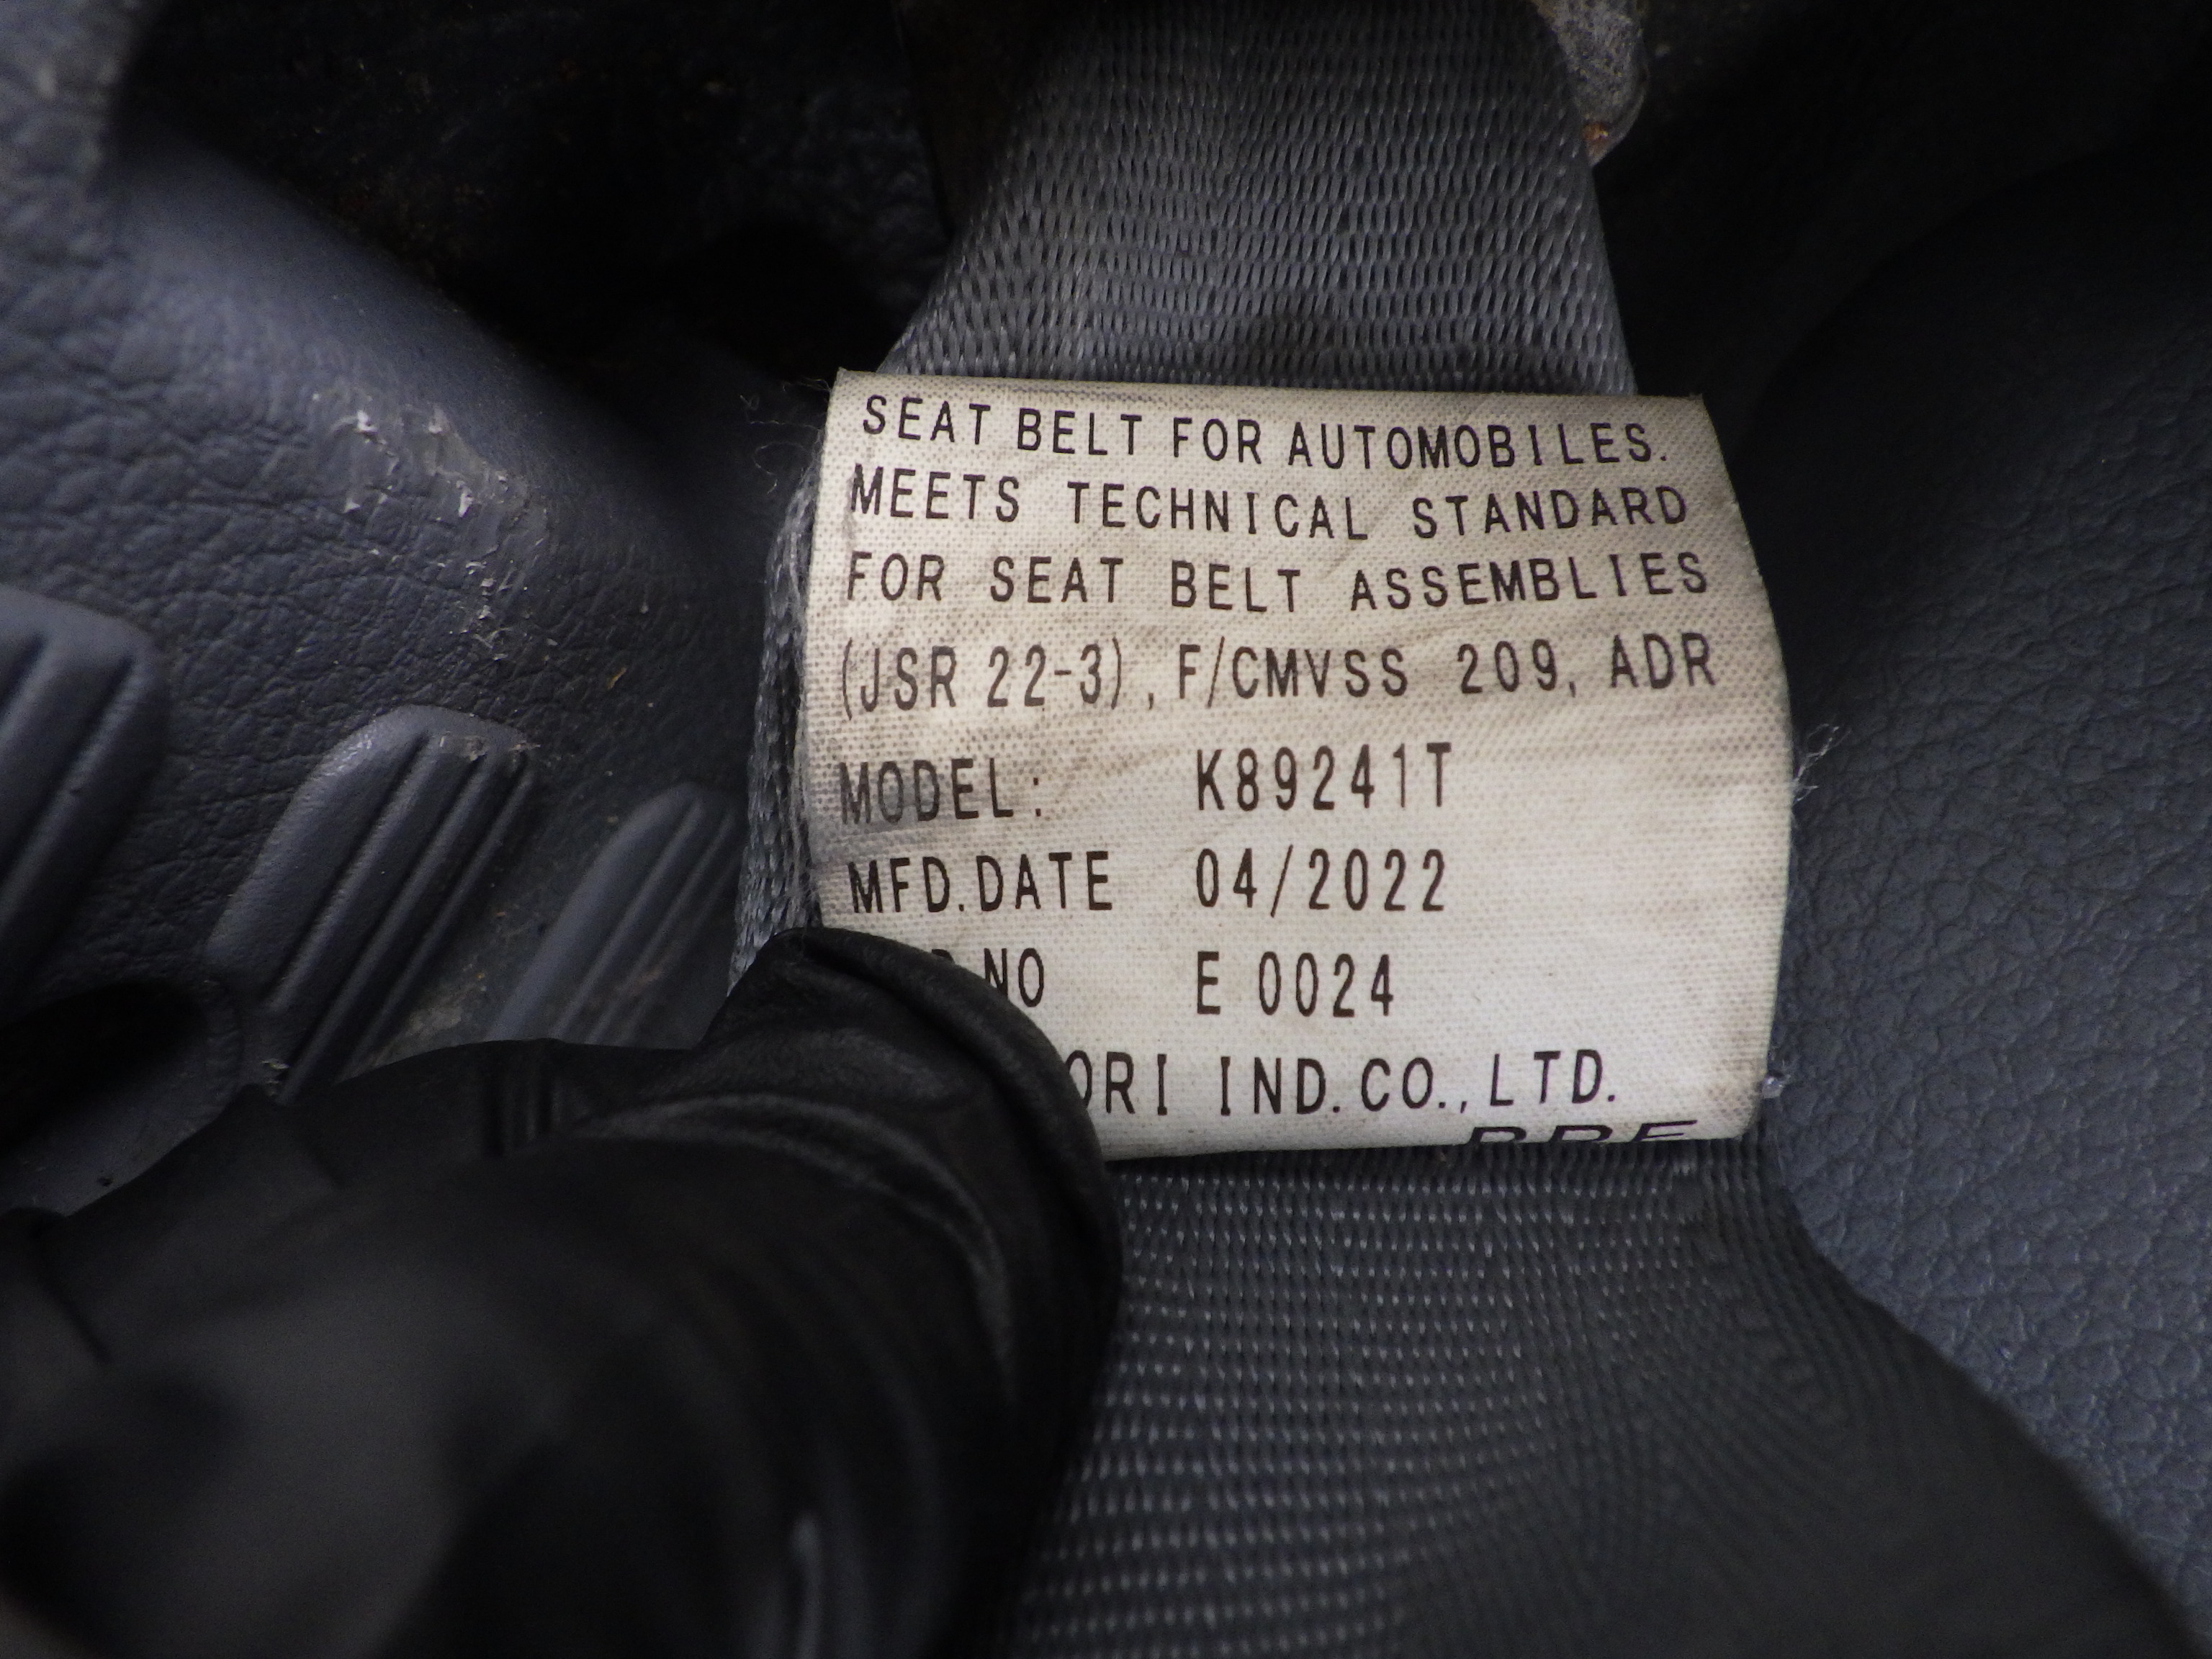 SEAT BELT FOR AUTOMOBILES.
MEETS TECHNICAL STANDARD
FOR SEAT BELT ASSEMBLIES
(JSR 22-3), F/CMVSS 209, ADR
MODEL: K89241T
MFD.DATE 04/2022
NO E 0024
IND.CO.,LTD.